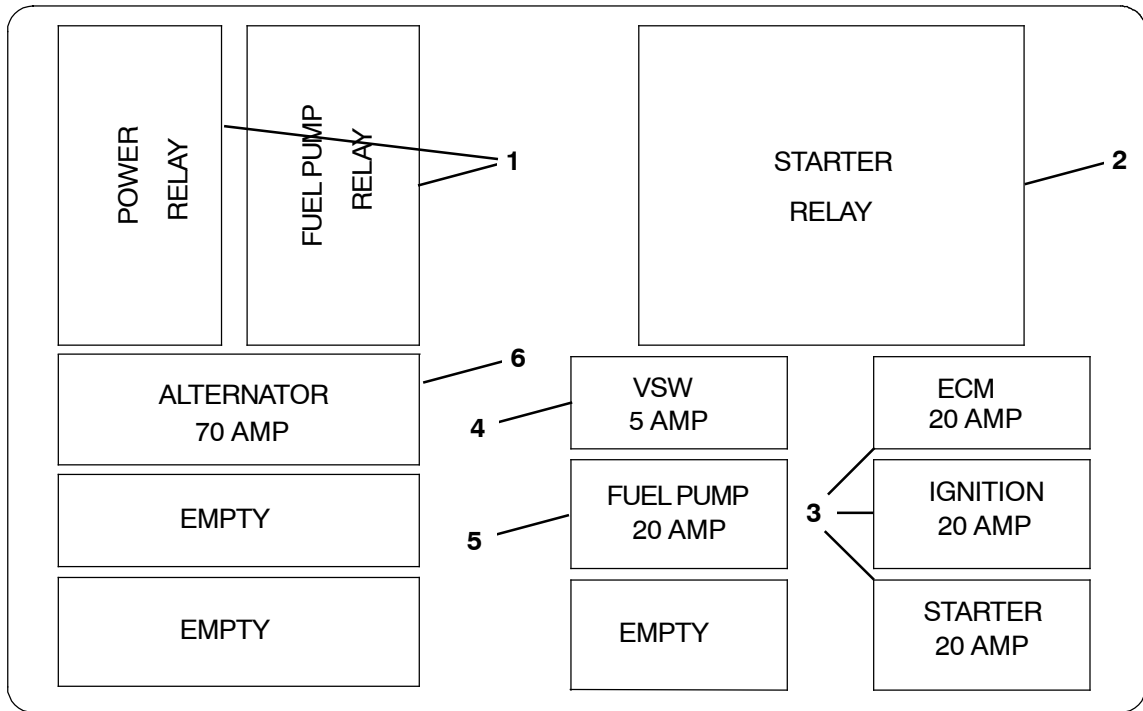 POWER
RELAY
FUEL PUMP
RELAY
1
STARTER
RELAY
2
ALTERNATOR
70 AMP
6
4
VSW
5 AMP
ECM
20 AMP
EMPTY
5
FUEL PUMP
20 AMP
3
IGNITION
20 AMP
EMPTY
EMPTY
STARTER
20 AMP